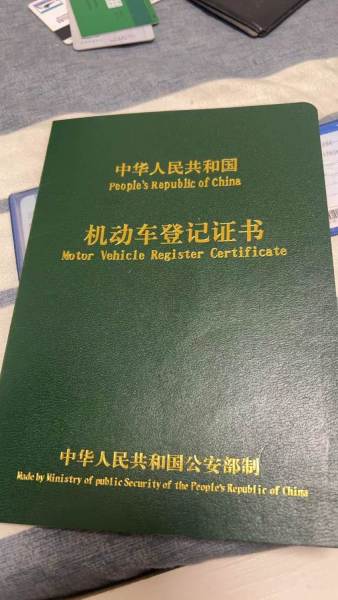 中华人民共和国
People's Republic of China
机动车登记证书
Motor Vehicle Register Certificate
中华人民共和国公安部制
Made by Ministry of public Security of the People's Republic of China